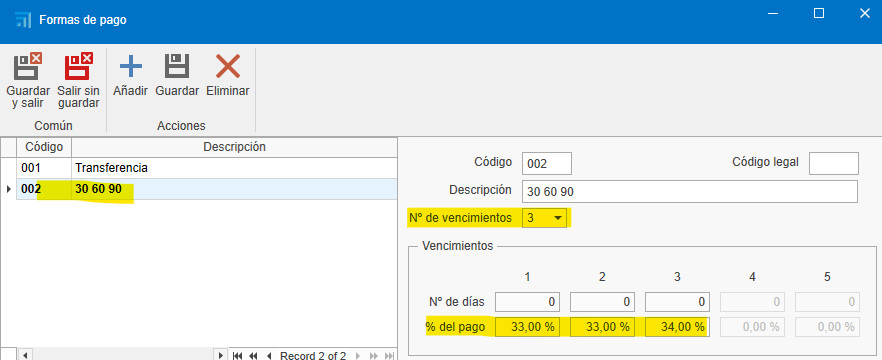 Formas de pago
Guardar y salir
Salir sin guardar
Añadir
Guardar
Eliminar
Común
Acciones
Código Descripción
001 Transferencia
002 30 60 90
Record 2 of 2
Código 002 Código legal
Descripción 30 60 90
Nº de vencimientos 3
Vencimientos
1 2 3 4 5
Nº de días 0 0 0 0 0
% del pago 33,00 % 33,00 % 34,00 % 0,00 % 0,00 %